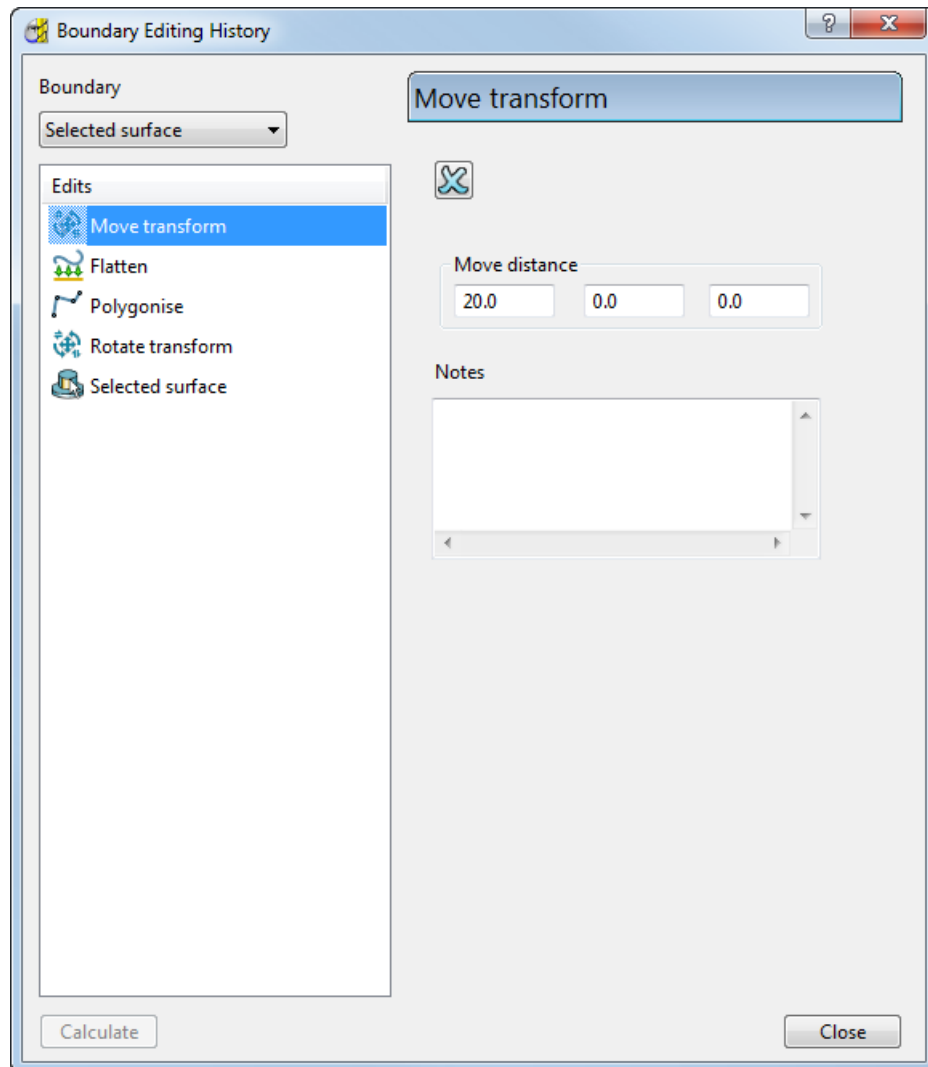 Boundary Editing History
Boundary
Selected surface
Edits
Move transform
Flatten
Polygonise
Rotate transform
Selected surface
Move transform
Move distance
20.0 0.0 0.0
Notes
Calculate
Close